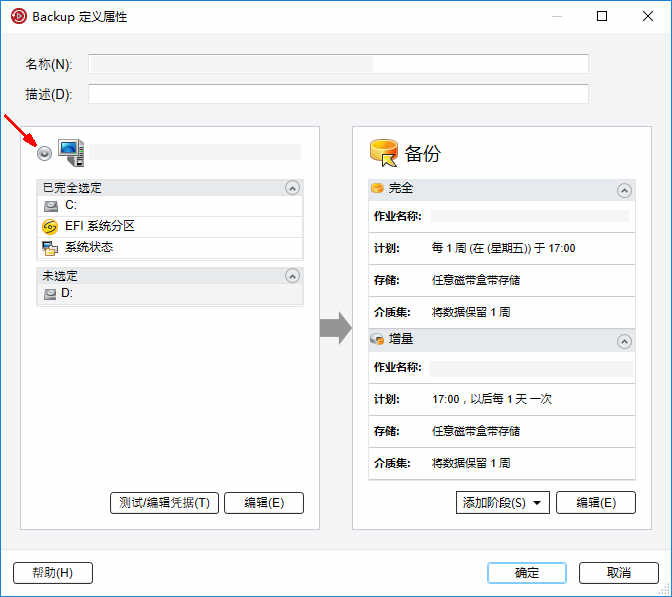 Backup 定义属性
名称(N):
描述(D):
已完全选定
C:
EFI 系统分区
系统状态
未选定
D:
测试/编辑凭据(T)
编辑(E)
备份
完全
作业名称:
计划: 每 1 周 (在 (星期五)) 于 17:00
存储: 任意磁带盒带存储
介质集: 将数据保留 1 周
增量
作业名称:
计划: 17:00，以后每 1 天 一次
存储: 任意磁带盒带存储
介质集: 将数据保留 1 周
添加阶段(S)
编辑(E)
帮助(H)
确定
取消